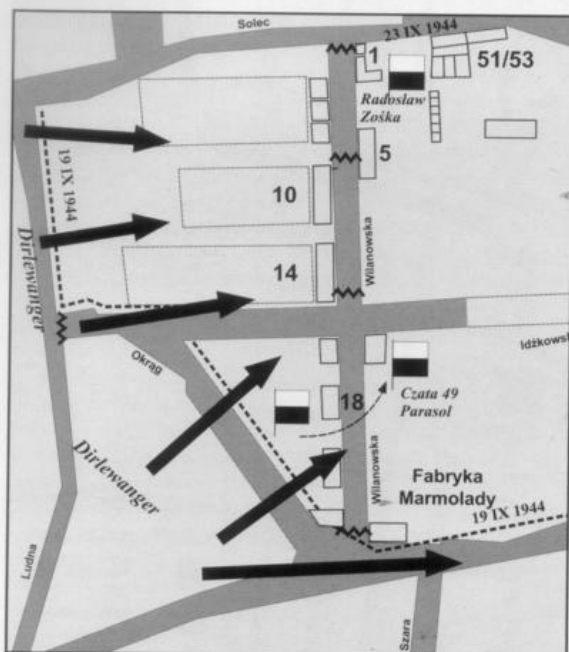 Solec
23 IX 1944
1
51/53
Radosław
Zośka
5
19 IX 1944
10
Wilanowska
Dirlewanger
14
Okrąg
Idźkowskiego
18
Czata 49
Parasol
Dirlewanger
Wilanowska
Fabryka
Marmolady
19 IX 1944
Ludna
Szara